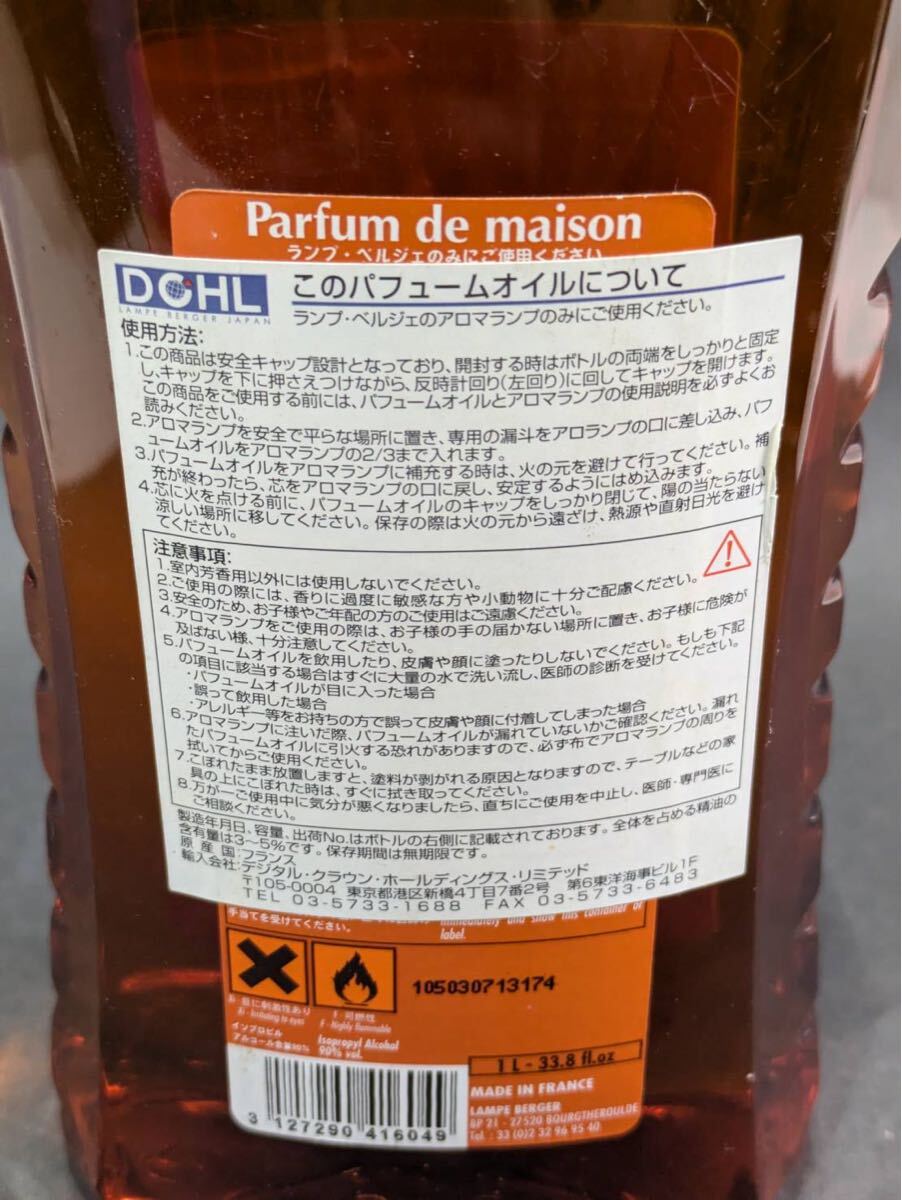 Parfum de maison
ランプ・ベルジェのみにご使用ください
DCHL
LAMPE BERGER JAPAN
このパフュームオイルについて
ランプ・ベルジェのアロマランプのみにご使用ください。
使用方法:
1.この商品は安全キャップ設計となっており、開封する時はボトルの両端をしっかりと固定
し、キャップを下に押さえつけながら、反時計回り(左回り)に回してキャップを開けます。
この商品をご使用する前には、パフュームオイルとアロマランプの使用説明を必ずよくお
読みください。
2.アロマランプを安全で平らな場所に置き、専用の漏斗をアロランプの口に差し込み、パフ
ュームオイルをアロマランプの2/3まで入れます。
3.パフュームオイルをアロマランプに補充する時は、火の元を避けて行ってください。補
充が終わったら、芯をアロマランプの口に戻し、安定するようにはめ込みます。
4.芯に火を点ける前に、パフュームオイルのキャップをしっかり閉じて、陽の当たらない
涼しい場所に移してください。保存の際は火の元から遠ざけ、熱源や直射日光を避け
てください。
注意事項:
1.室内芳香用以外には使用しないでください。
2.ご使用の際には、香りに過度に敏感な方や小動物に十分ご配慮ください。
3.安全のため、お子様やご年配の方のご使用はご遠慮ください。
4.アロマランプをご使用の際は、お子様の手の届かない場所に置き、お子様に危険が
及ばない様、十分注意してください。
5.パフュームオイルを飲用したり、皮膚や顔に塗ったりしないでください。もしも下記
の項目に該当する場合はすぐに大量の水で洗い流し、医師の診断を受けてください。
・パフュームオイルが目に入った場合
・誤って飲用した場合
・アレルギー等をお持ちの方で誤って皮膚や顔に付着してしまった場合
6.アロマランプに注いだ際、パフュームオイルが漏れていないかご確認ください。漏れ
たパフュームオイルに引火する恐れがありますので、必ず布でアロマランプの周りを
拭いてからご使用ください。
7.こぼれたまま放置しますと、塗料が剥がれる原因となりますので、テーブルなどの家
具の上にこぼれた時は、すぐに拭き取ってください。
8.万が一ご使用中に気分が悪くなりましたら、直ちにご使用を中止し、医師・専門医に
ご相談ください。
製造年月日、容量、出荷No.はボトルの右側に記載されております。全体を占める精油の
含有量は3～5%です。保存期間は無期限です。
原 産 国:フランス
輸入会社:デジタル・クラウン・ホールディングス・リミテッド
〒105-0004 東京都港区新橋4丁目7番2号 第6東洋海事ビル1F
TEL 03-5733-1688 FAX 03-5733-6483
手当てを受けてください。
immediately and show this container or
label.
Xi : 目に刺激性あり
Xi - Irritating to eyes
F : 可燃性
F - Highly flammable
105030713174
イソプロピル
アルコール含量90%
Isopropyl Alcohol
90% vol.
1 L - 33.8 fl.oz
MADE IN FRANCE
LAMPE BERGER
BP 21 - 27520 BOURGTHEROULDE
Tel : 33 (0)2 32 96 95 40
3 127290 416049